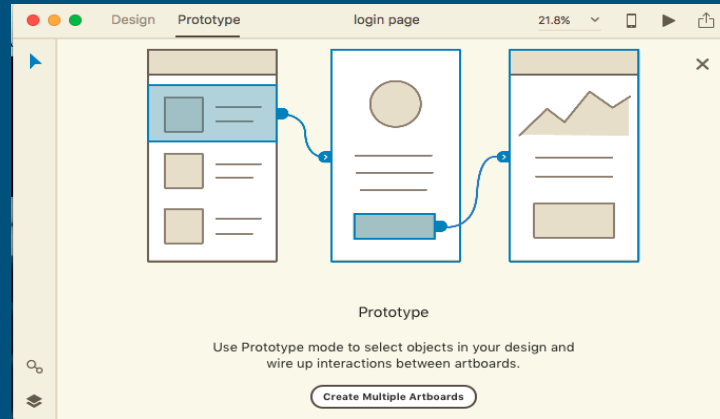 Design Prototype login page 21.8%
Prototype
Use Prototype mode to select objects in your design and
wire up interactions between artboards.
Create Multiple Artboards